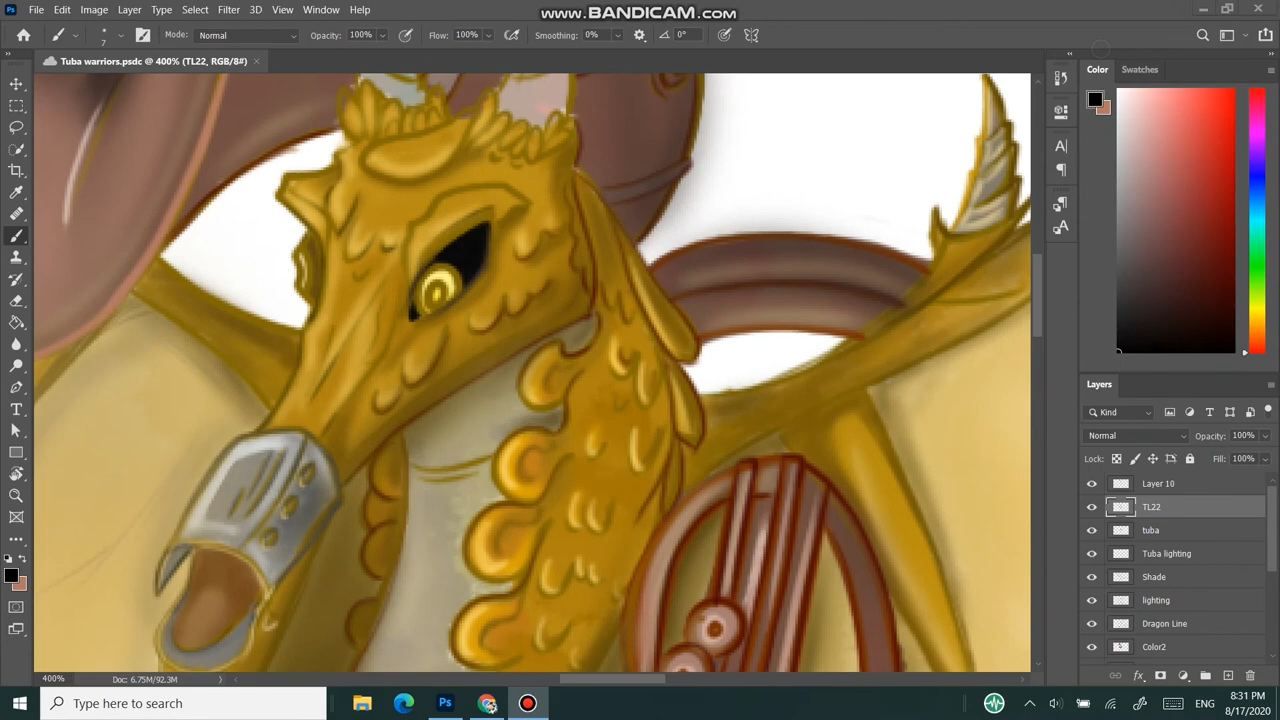 File Edit Image Layer Type Select Filter 3D View Window Help
www.BANDICAM.com
7 Mode: Normal Opacity: 100% Flow: 100% Smoothing: 0% 0°
Tuba warriors.psdc @ 400% (TL22, RGB/8#)
Color Swatches
Layers
Kind
Normal Opacity: 100%
Lock: Fill: 100%
Layer 10
TL22
tuba
Tuba lighting
Shade
lighting
Dragon Line
Color2
400% Doc: 6.75M/92.3M
Type here to search
8:31 PM
8/17/2020